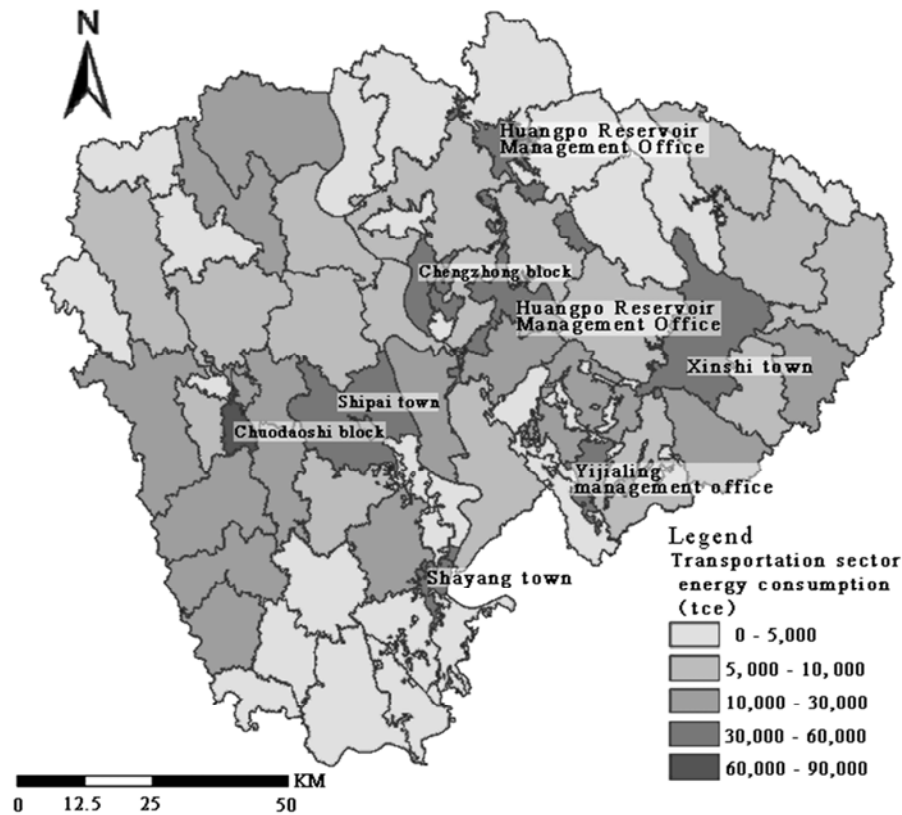 N
Huangpo Reservoir
Management Office
Chengzhong block
Huangpo Reservoir
Management Office
Xinshi town
Shipai town
Chuodaoshi block
Yijialing
management office
Shayang town
Legend
Transportation sector
energy consumption
(tce)
0 - 5,000
5,000 - 10,000
10,000 - 30,000
30,000 - 60,000
60,000 - 90,000
KM
0 12.5 25 50